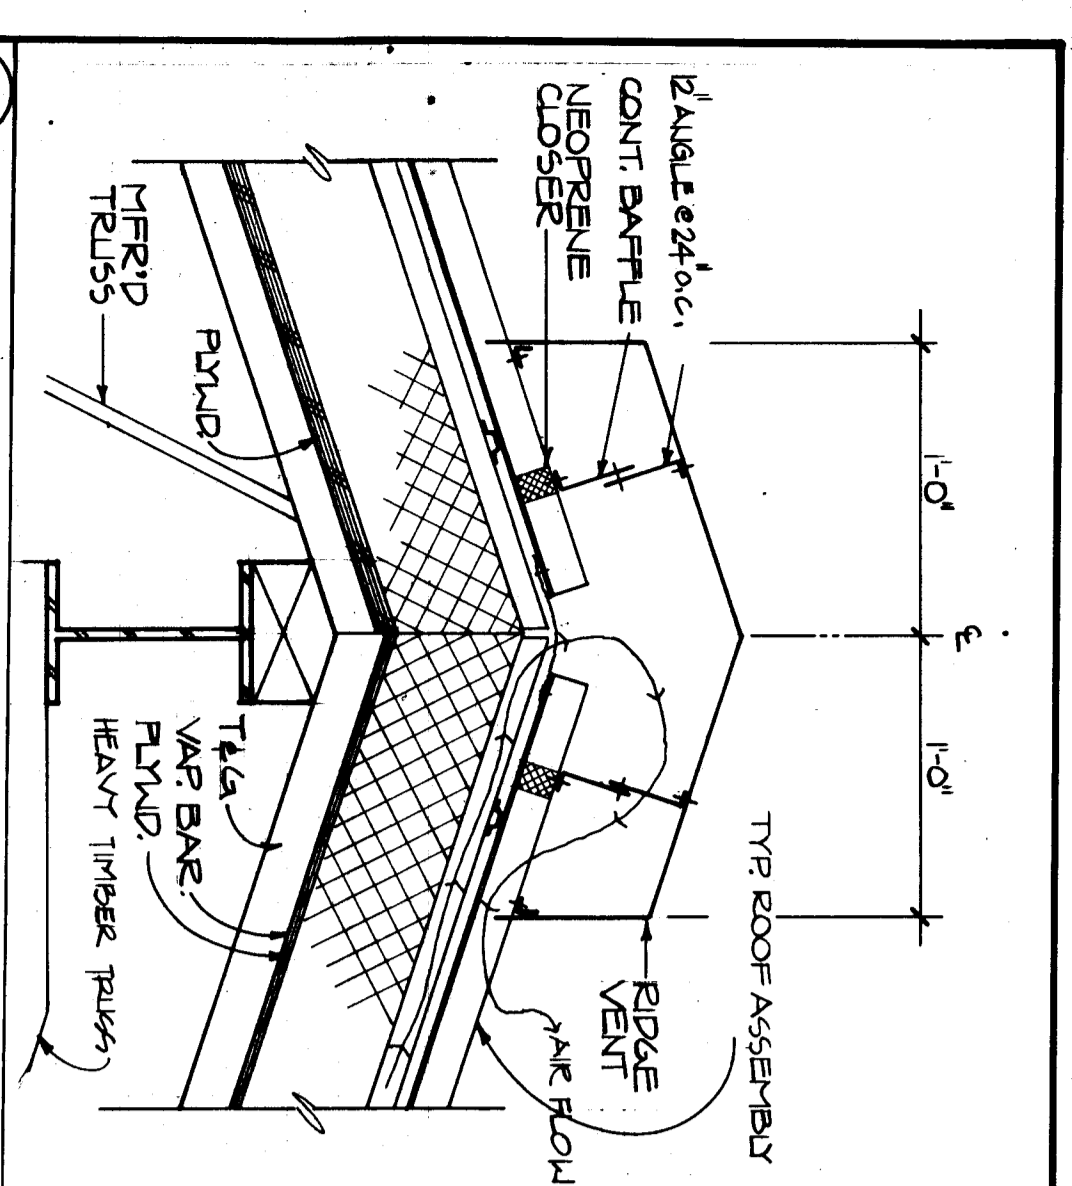 12" ANGLE @ 24" O.C.
CONT. BAFFLE
NEOPRENE
CLOSER
1'-0"
℄
1'-0"
TYP. ROOF ASSEMBLY
RIDGE
VENT
AIR FLOW
MFR'D
TRUSS
PLYWD.
T & G
VAP. BAR.
PLYWD.
HEAVY TIMBER TRUSS